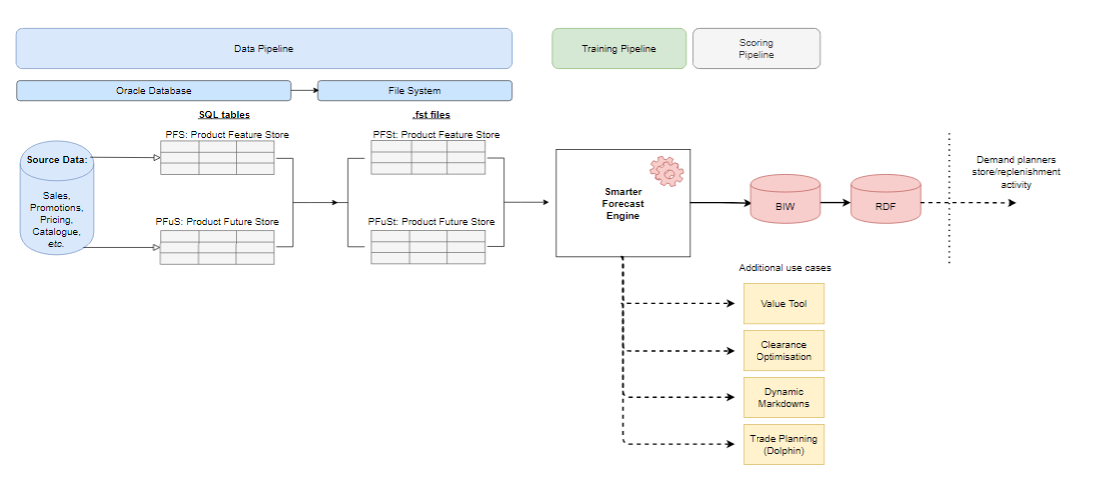 Data Pipeline
Training Pipeline
Scoring
Pipeline
Oracle Database
File System
SQL tables
.fst files
PFS: Product Feature Store
PFSt: Product Feature Store
Source Data:
Sales,
Promotions,
Pricing,
Catalogue,
etc.
PFuS: Product Future Store
PFuSt: Product Future Store
Smarter
Forecast
Engine
BIW
RDF
Demand planners
store/replenishment
activity
Additional use cases
Value Tool
Clearance
Optimisation
Dynamic
Markdowns
Trade Planning
(Dolphin)